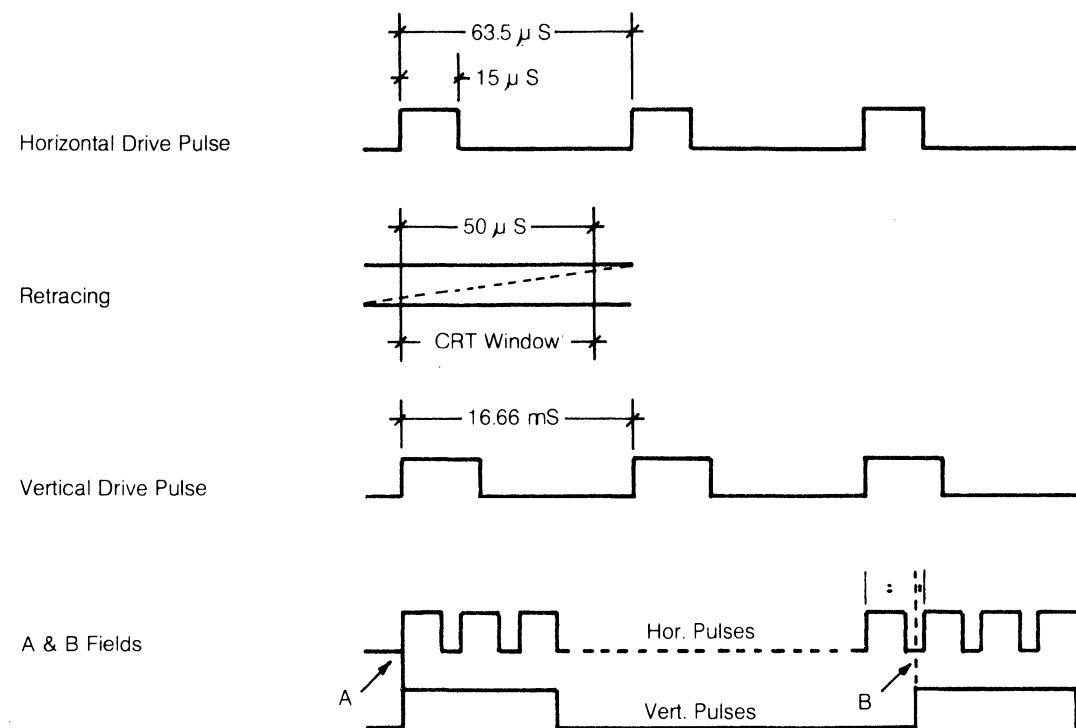 63.5 µ S
15 µ S
Horizontal Drive Pulse
50 µ S
Retracing
CRT Window
16.66 mS
Vertical Drive Pulse
A & B Fields
Hor. Pulses
A
B
Vert. Pulses